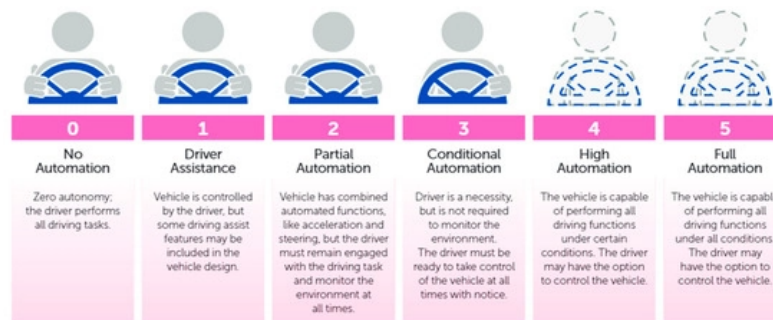 0
No
Automation
Zero autonomy;
the driver performs
all driving tasks.
1
Driver
Assistance
Vehicle is controlled
by the driver, but
some driving assist
features may be
included in the
vehicle design.
2
Partial
Automation
Vehicle has combined
automated functions,
like acceleration and
steering, but the driver
must remain engaged
with the driving task
and monitor the
environment at
all times.
3
Conditional
Automation
Driver is a necessity,
but is not required
to monitor the
environment.
The driver must be
ready to take control
of the vehicle at all
times with notice.
4
High
Automation
The vehicle is capable
of performing all
driving functions
under certain
conditions. The driver
may have the option
to control the vehicle.
5
Full
Automation
The vehicle is capable
of performing all
driving functions
under all conditions
The driver may
have the option to
control the vehicle.